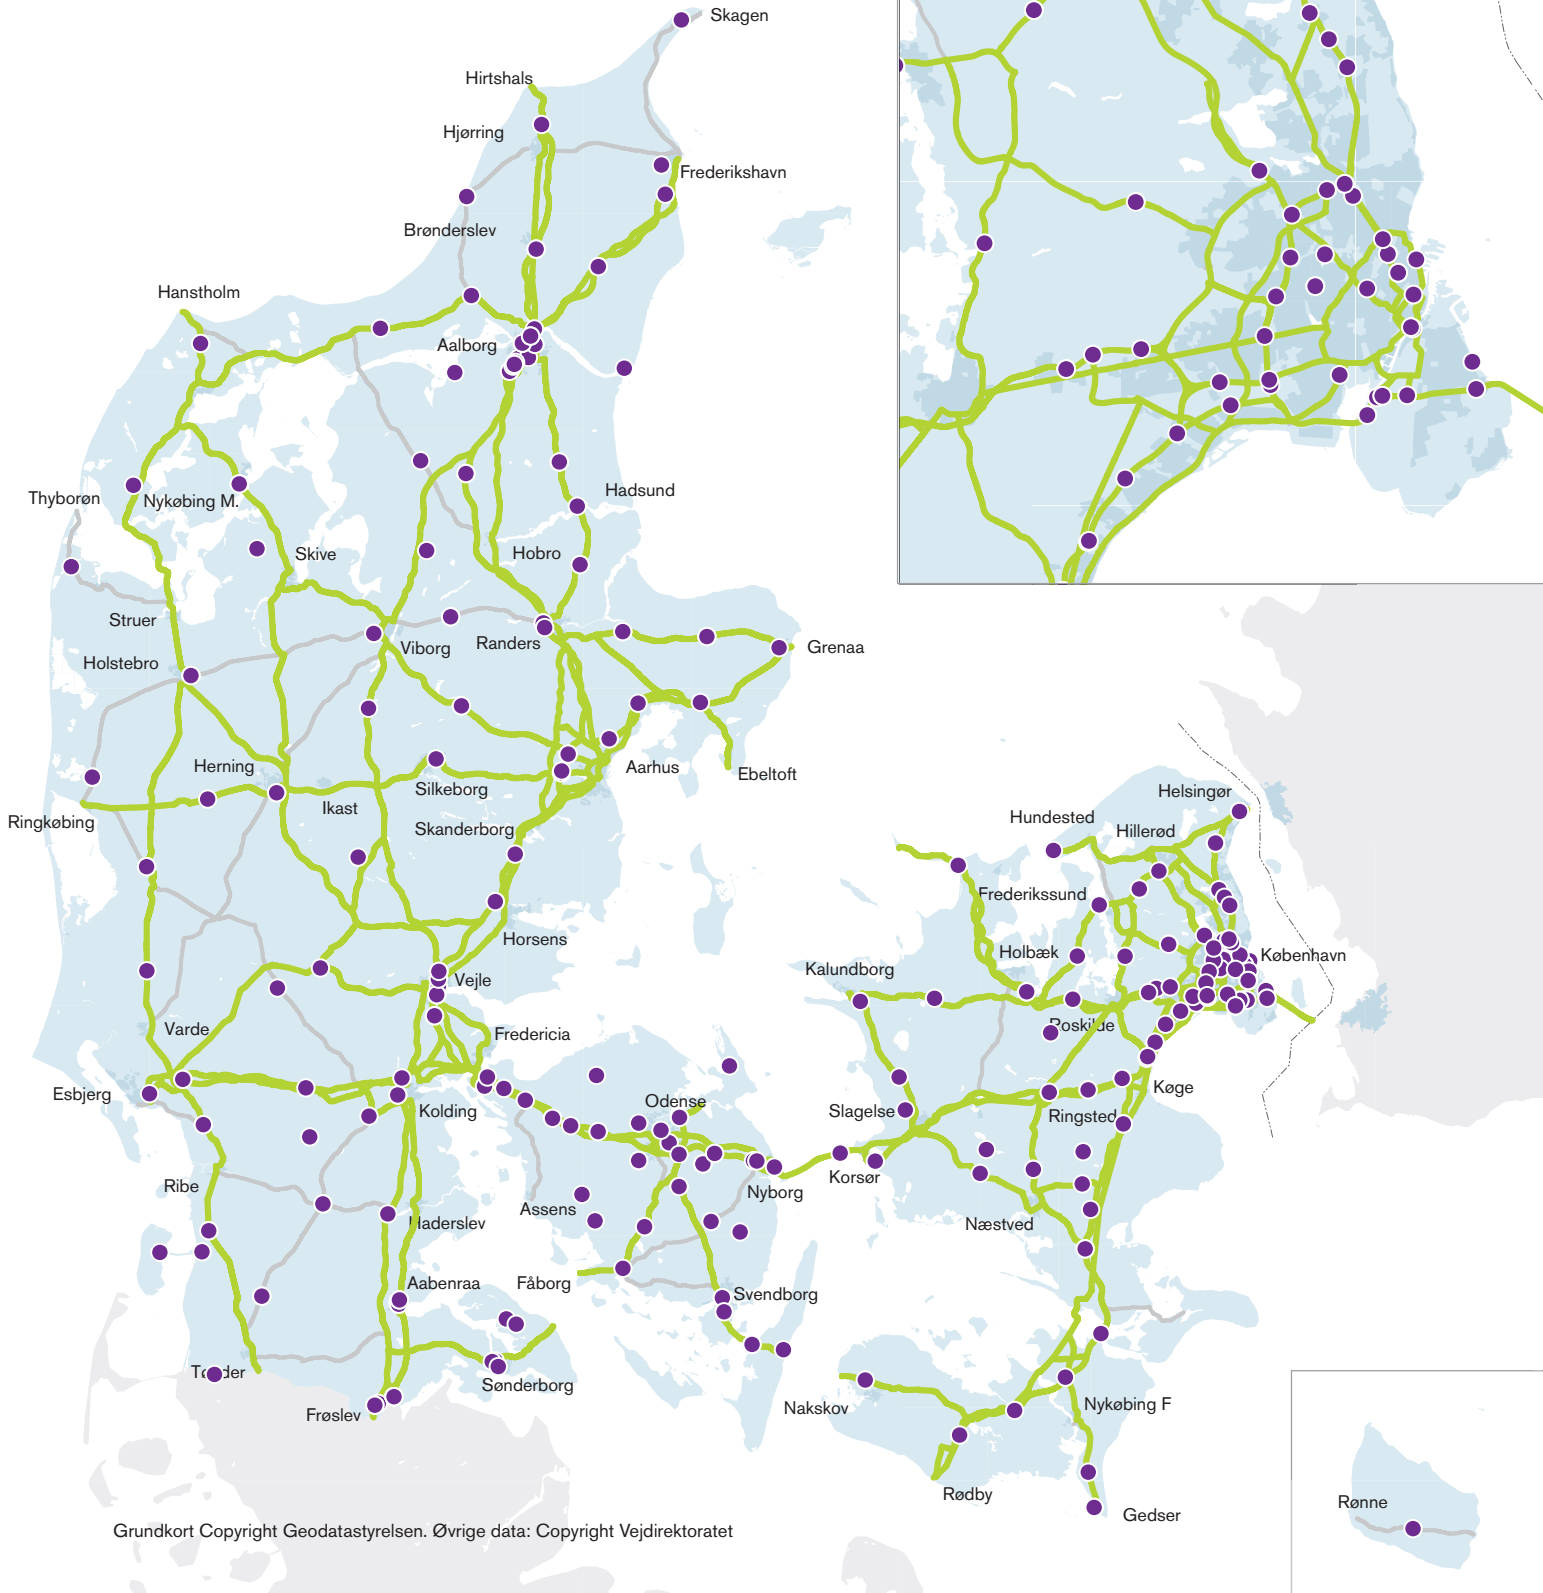 Skagen
Hirtshals
Hjørring
Frederikshavn
Brønderslev
Hanstholm
Aalborg
Thyborøn
Nykøbing M.
Hadsund
Skive
Hobro
Struer
Randers
Viborg
Grenaa
Holstebro
Herning
Aarhus
Ebeltoft
Silkeborg
Ikast
Ringkøbing
Skanderborg
Helsingør
Hundested
Hillerød
Frederikssund
Horsens
Holbæk
København
Kalundborg
Vejle
Varde
Roskilde
Fredericia
Esbjerg
Køge
Odense
Kolding
Slagelse
Ringsted
Korsør
Ribe
Nyborg
Assens
Haderslev
Næstved
Aabenraa
Fåborg
Svendborg
Tønder
Sønderborg
Nakskov
Nykøbing F
Frøslev
Rødby
Rønne
Gedser
Grundkort Copyright Geodatastyrelsen. Øvrige data: Copyright Vejdirektoratet